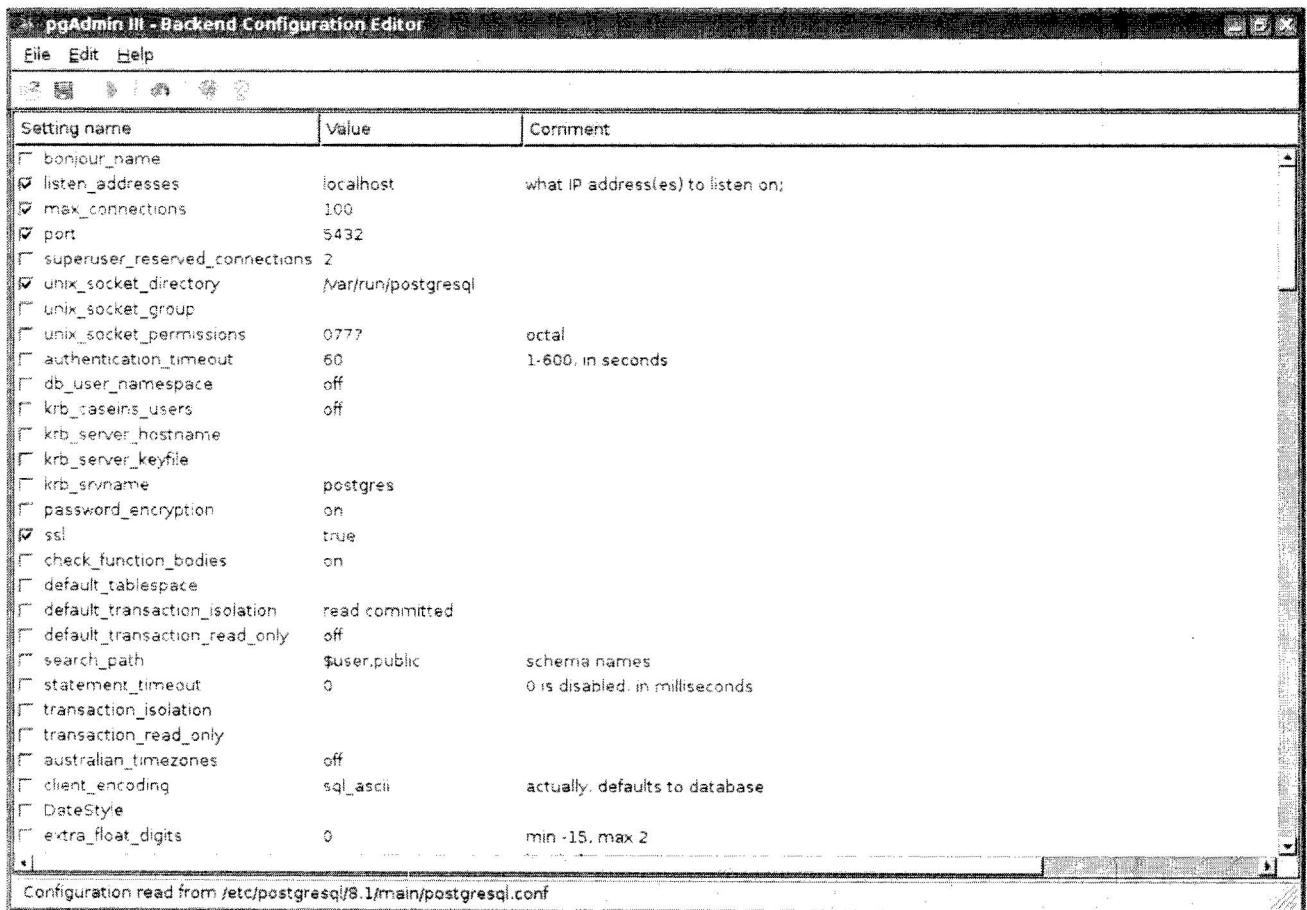 pgAdmin III - Backend Configuration Editor
File Edit Help
Setting name Value Comment
bonjour_name
listen_addresses localhost what IP address(es) to listen on;
max_connections 100
port 5432
superuser_reserved_connections 2
unix_socket_directory /var/run/postgresql
unix_socket_group
unix_socket_permissions 0777 octal
authentication_timeout 60 1-600, in seconds
db_user_namespace off
krb_caseins_users off
krb_server_hostname
krb_server_keyfile
krb_srvname postgres
password_encryption on
ssl true
check_function_bodies on
default_tablespace
default_transaction_isolation read committed
default_transaction_read_only off
search_path $user,public schema names
statement_timeout 0 0 is disabled, in milliseconds
transaction_isolation
transaction_read_only
australian_timezones off
client_encoding sql_ascii actually, defaults to database
DateStyle
extra_float_digits 0 min -15, max 2
Configuration read from /etc/postgresql/8.1/main/postgresql.conf